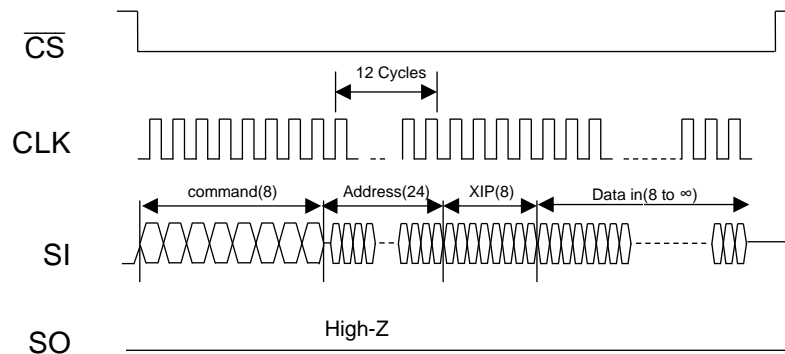 CS
12 Cycles
CLK
command(8) Address(24) XIP(8) Data in(8 to ∞)
SI
High-Z
SO